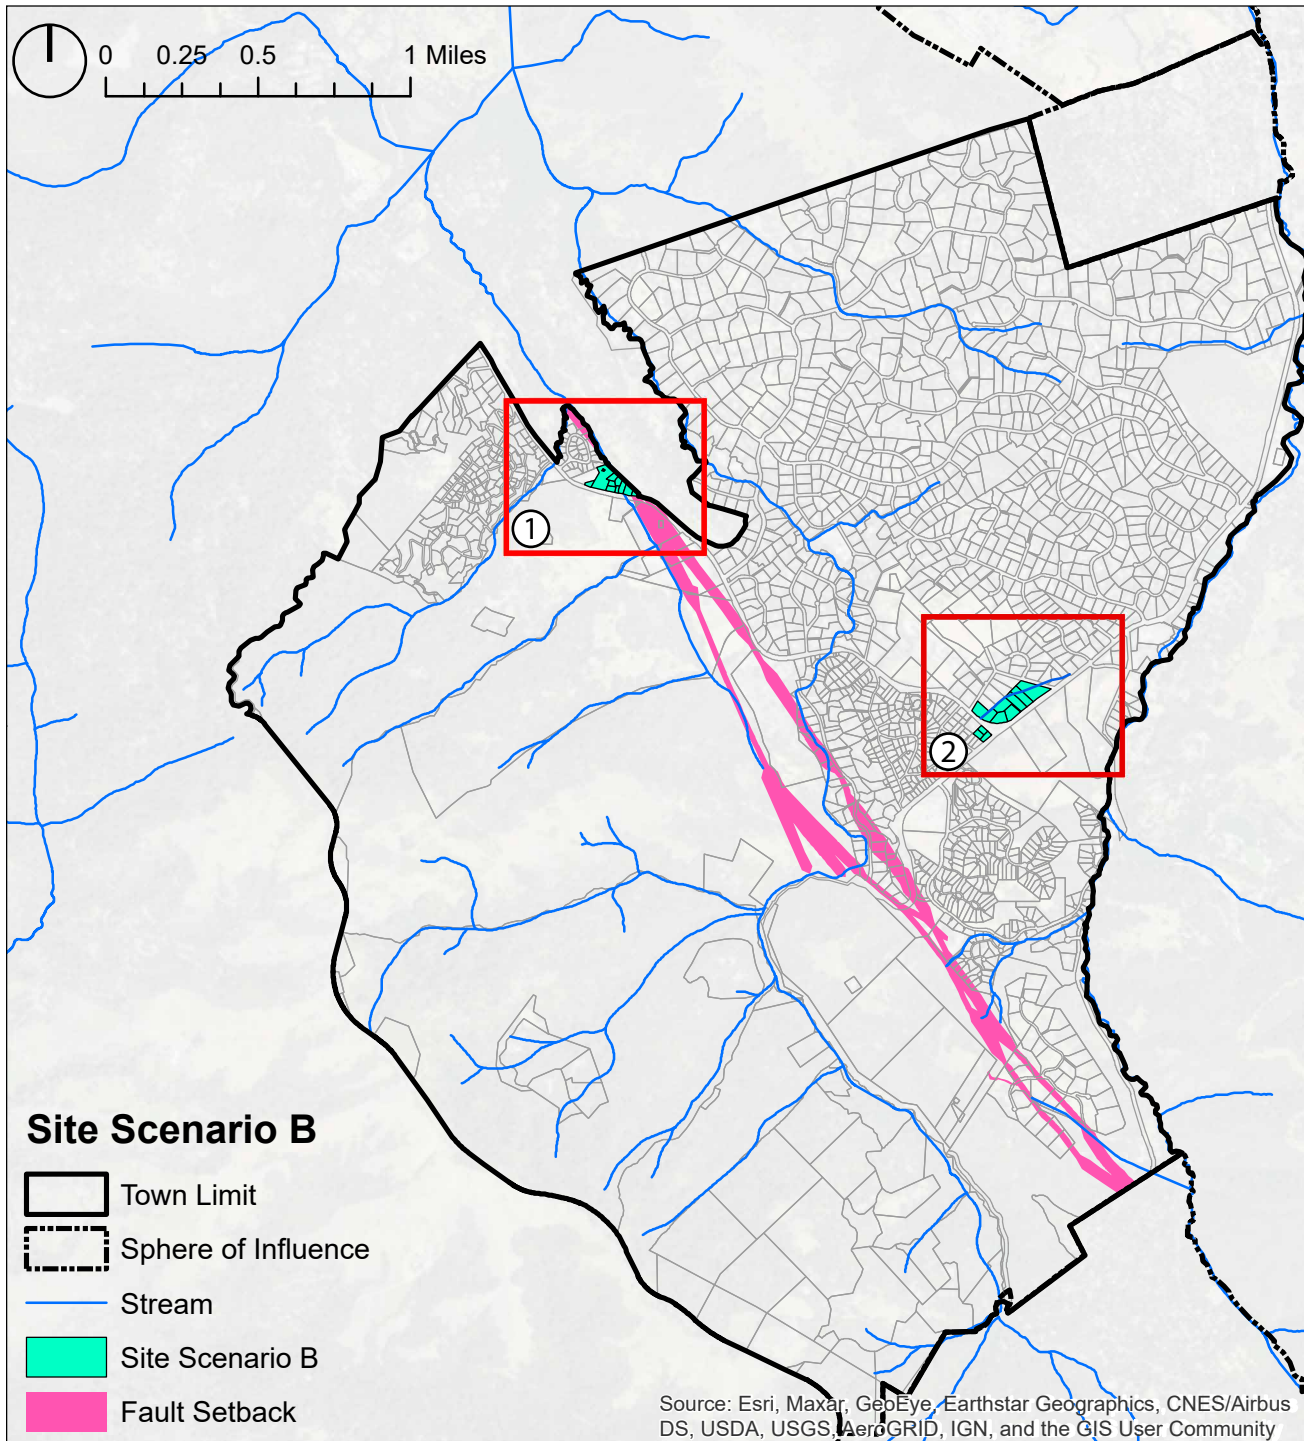 0 0.25 0.5 1 Miles
1
2
Site Scenario B
Town Limit
Sphere of Influence
Stream
Site Scenario B
Fault Setback
Source: Esri, Maxar, GeoEye, Earthstar Geographics, CNES/Airbus
DS, USDA, USGS, AeroGRID, IGN, and the GIS User Community